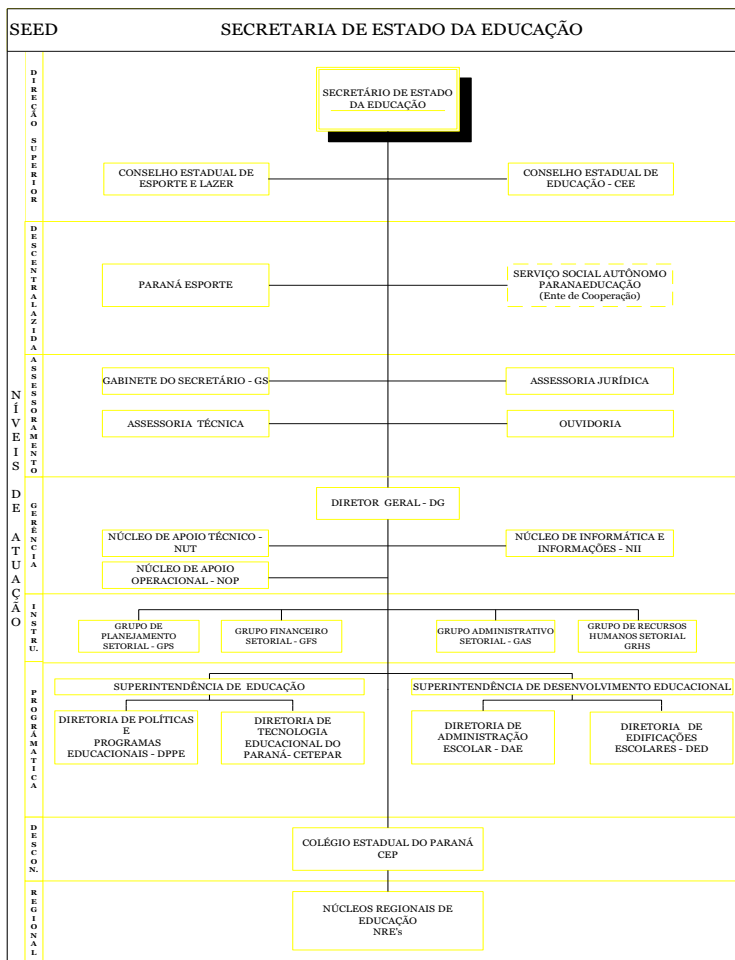 SEED
SECRETARIA DE ESTADO DA EDUCAÇÃO
NÍVEIS DE ATUAÇÃO
DIREÇÃO SUPERIOR
SECRETÁRIO DE ESTADO
DA EDUCAÇÃO
CONSELHO ESTADUAL DE
ESPORTE E LAZER
CONSELHO ESTADUAL DE
EDUCAÇÃO - CEE
DESCENTRALAZIDA
PARANÁ ESPORTE
SERVIÇO SOCIAL AUTÔNOMO
PARANAEDUCAÇÃO
(Ente de Cooperação)
ASSESSORAMENTO
GABINETE DO SECRETÁRIO - GS
ASSESSORIA JURÍDICA
ASSESSORIA TÉCNICA
OUVIDORIA
GERÊNCIA
DIRETOR GERAL - DG
NÚCLEO DE APOIO TÉCNICO -
NUT
NÚCLEO DE INFORMÁTICA E
INFORMAÇÕES - NII
NÚCLEO DE APOIO
OPERACIONAL - NOP
INSTRU.
GRUPO DE
PLANEJAMENTO
SETORIAL - GPS
GRUPO FINANCEIRO
SETORIAL - GFS
GRUPO ADMINISTRATIVO
SETORIAL - GAS
GRUPO DE RECURSOS
HUMANOS SETORIAL
GRHS
PROGRÂMATICA
SUPERINTENDÊNCIA DE EDUCAÇÃO
SUPERINTENDÊNCIA DE DESENVOLVIMENTO EDUCACIONAL
DIRETORIA DE POLÍTICAS
E
PROGRAMAS
EDUCACIONAIS - DPPE
DIRETORIA DE
TECNOLOGIA
EDUCACIONAL DO
PARANÁ- CETEPAR
DIRETORIA DE
ADMINISTRAÇÃO
ESCOLAR - DAE
DIRETORIA DE
EDIFICAÇÕES
ESCOLARES - DED
DESCON.
COLÉGIO ESTADUAL DO PARANÁ
CEP
REGIONAL
NÚCLEOS REGIONAIS DE
EDUCAÇÃO
NRE's